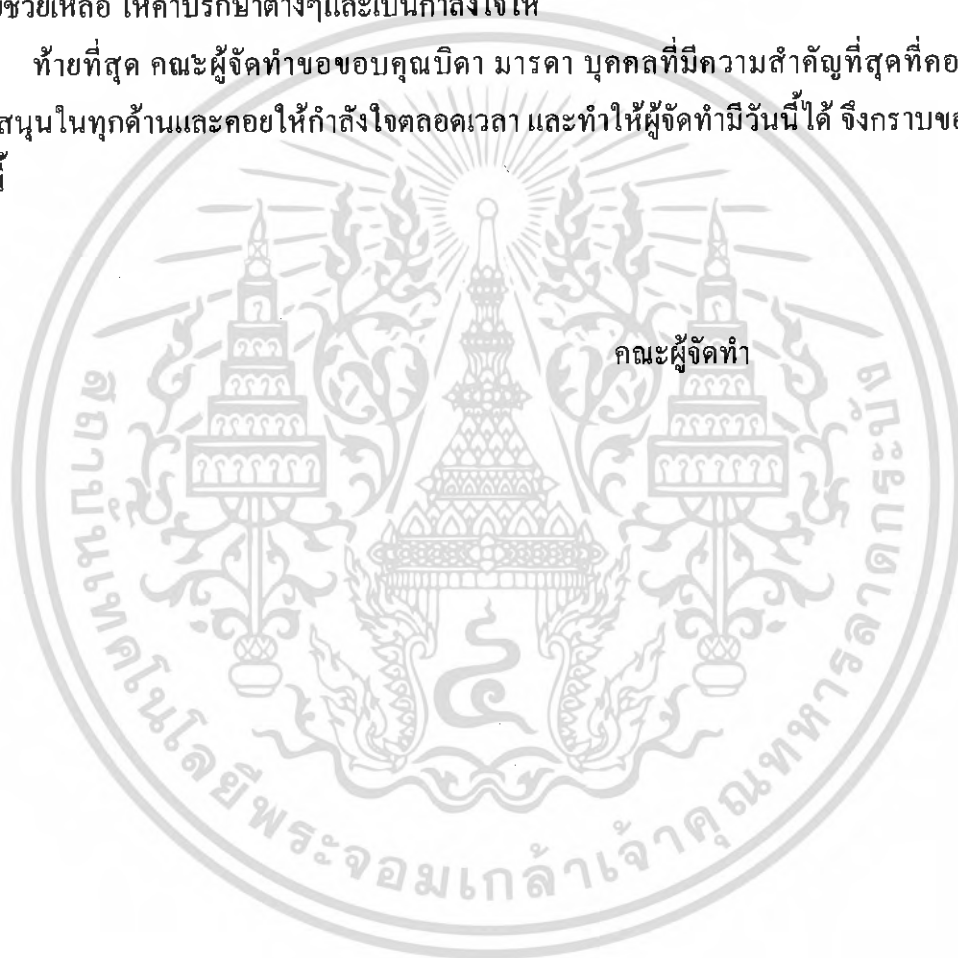 ช่วยเหลือ ให้คำปรึกษาต่างๆและเป็นกำลังใจให้
ท้ายที่สุด คณะผู้จัดทำขอขอบคุณบิดา มารดา บุคคลที่มีความสำคัญที่สุดที่คอ
สนุนในทุกด้านและคอยให้กำลังใจตลอดเวลา และทำให้ผู้จัดทำมีวันนี้ได้ จึงกราบขอ
นี้
คณะผู้จัดทำ
สถาบันเทคโนโลยีพระจอมเกล้าเจ้าคุณทหารลาดกระบัง
๔